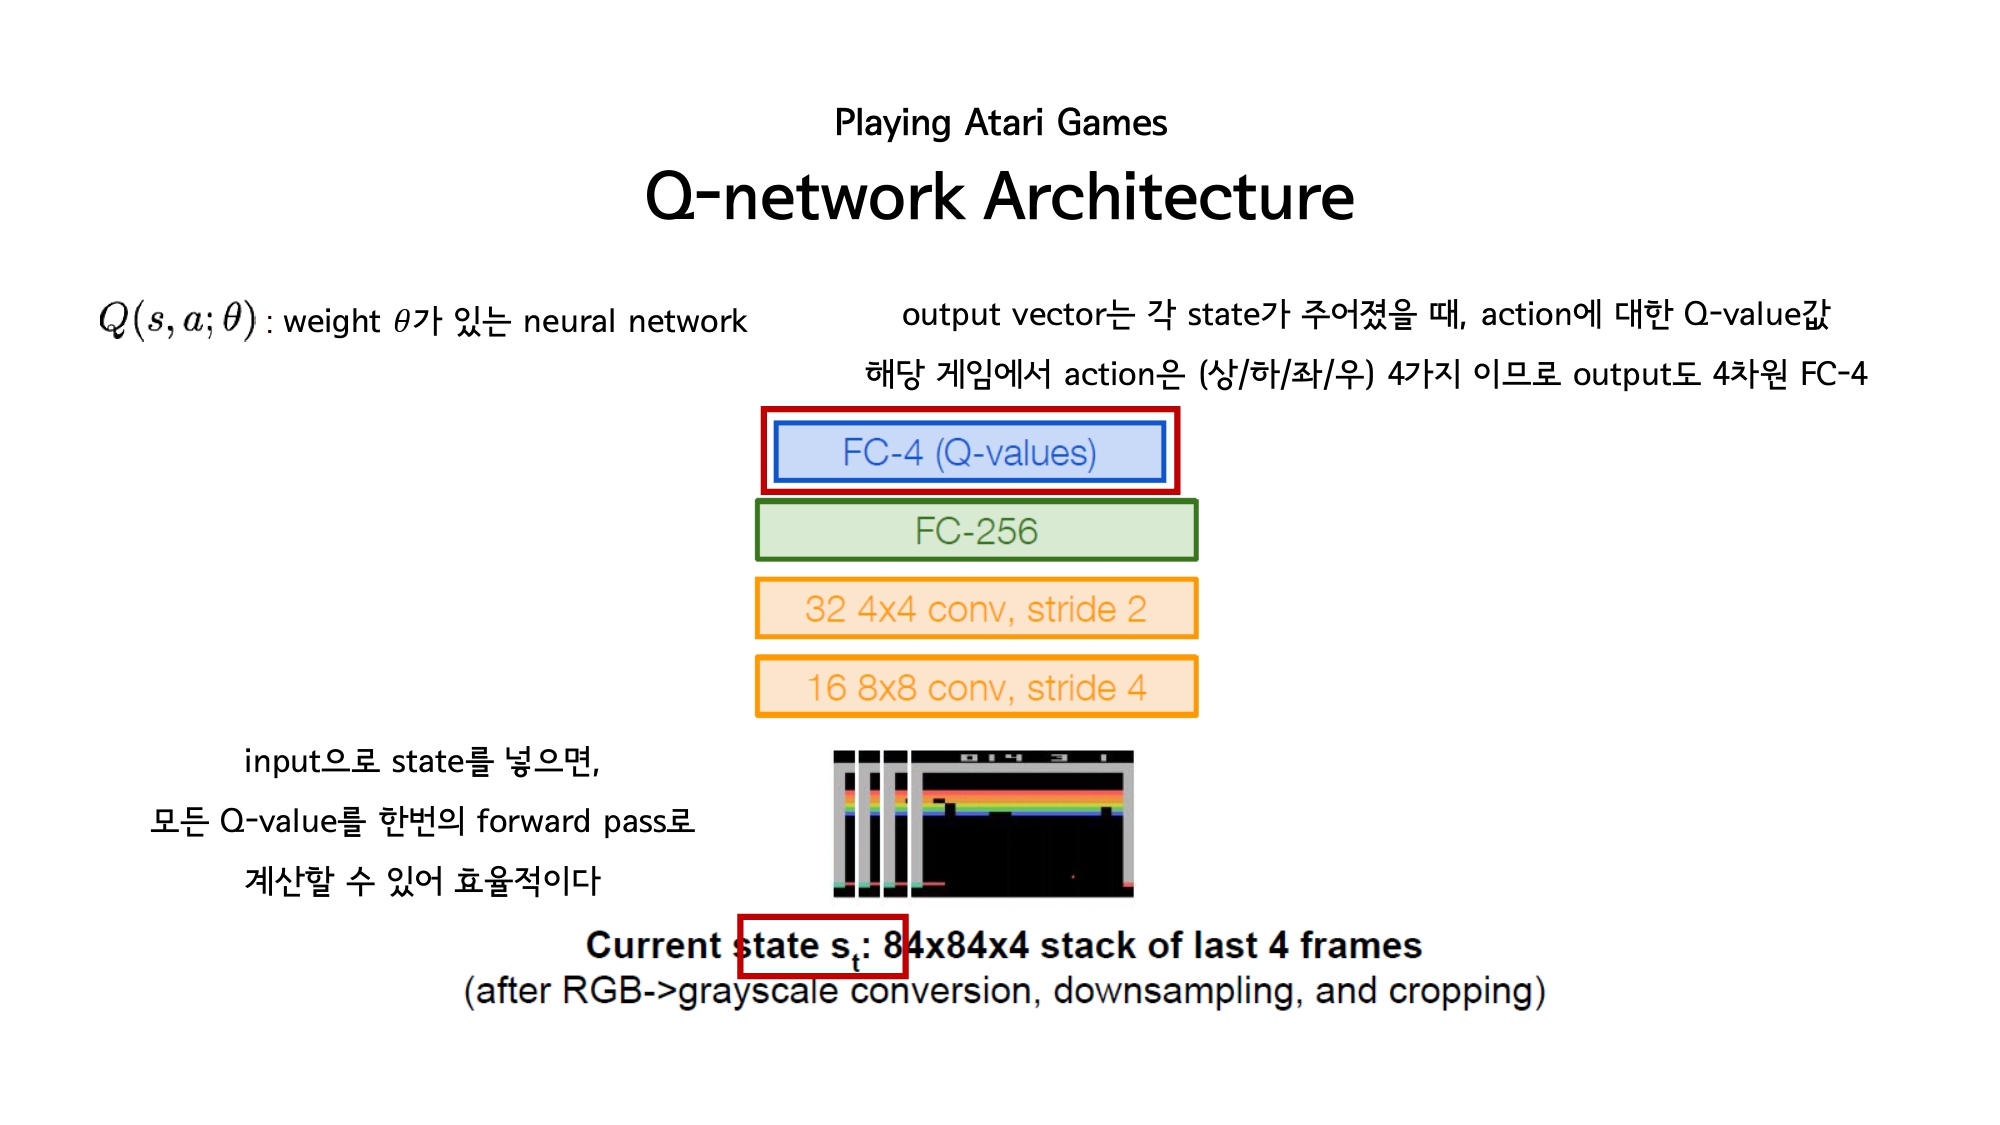 Playing Atari Games
Q-network Architecture
Q(s, a; θ) : weight θ가 있는 neural network
output vector는 각 state가 주어졌을 때, action에 대한 Q-value값
해당 게임에서 action은 (상/하/좌/우) 4가지 이므로 output도 4차원 FC-4
FC-4 (Q-values)
FC-256
32 4x4 conv, stride 2
16 8x8 conv, stride 4
input으로 state를 넣으면,
모든 Q-value를 한번의 forward pass로
계산할 수 있어 효율적이다
014 3 1
Current state st: 84x84x4 stack of last 4 frames
(after RGB->grayscale conversion, downsampling, and cropping)